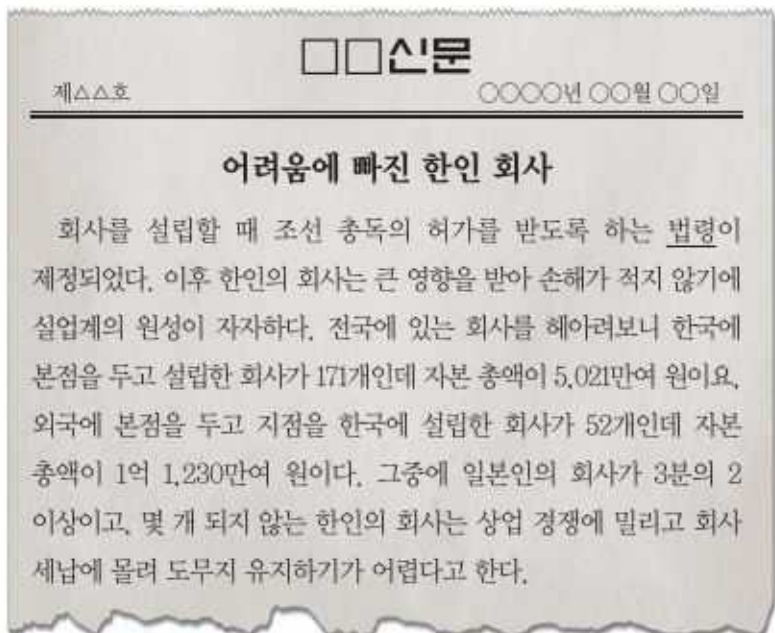 □□신문
제△△호 ○○○○년 ○○월 ○○일
어려움에 빠진 한인 회사
회사를 설립할 때 조선 총독의 허가를 받도록 하는 법령이
제정되었다. 이후 한인의 회사는 큰 영향을 받아 손해가 적지 않기에
실업계의 원성이 자자하다. 전국에 있는 회사를 헤아려보니 한국에
본점을 두고 설립한 회사가 171개인데 자본 총액이 5,021만여 원이요,
외국에 본점을 두고 지점을 한국에 설립한 회사가 52개인데 자본
총액이 1억 1,230만여 원이다. 그중에 일본인의 회사가 3분의 2
이상이고, 몇 개 되지 않는 한인의 회사는 상업 경쟁에 밀리고 회사
세납에 몰려 도무지 유지하기가 어렵다고 한다.